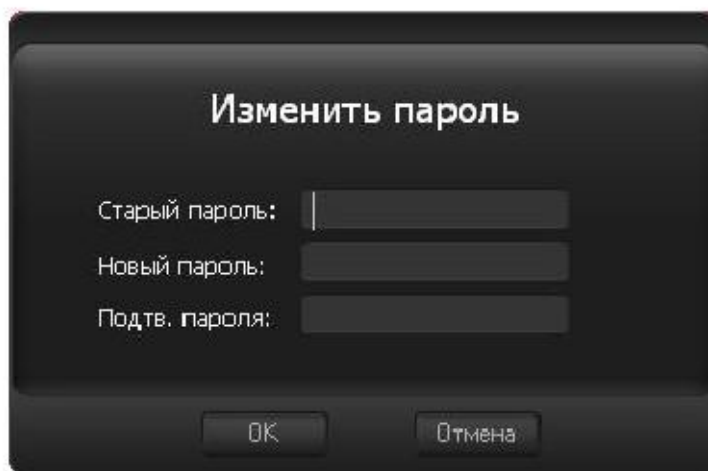 Изменить пароль
Старый пароль:
Новый пароль:
Подтв. пароля:
OK Отмена